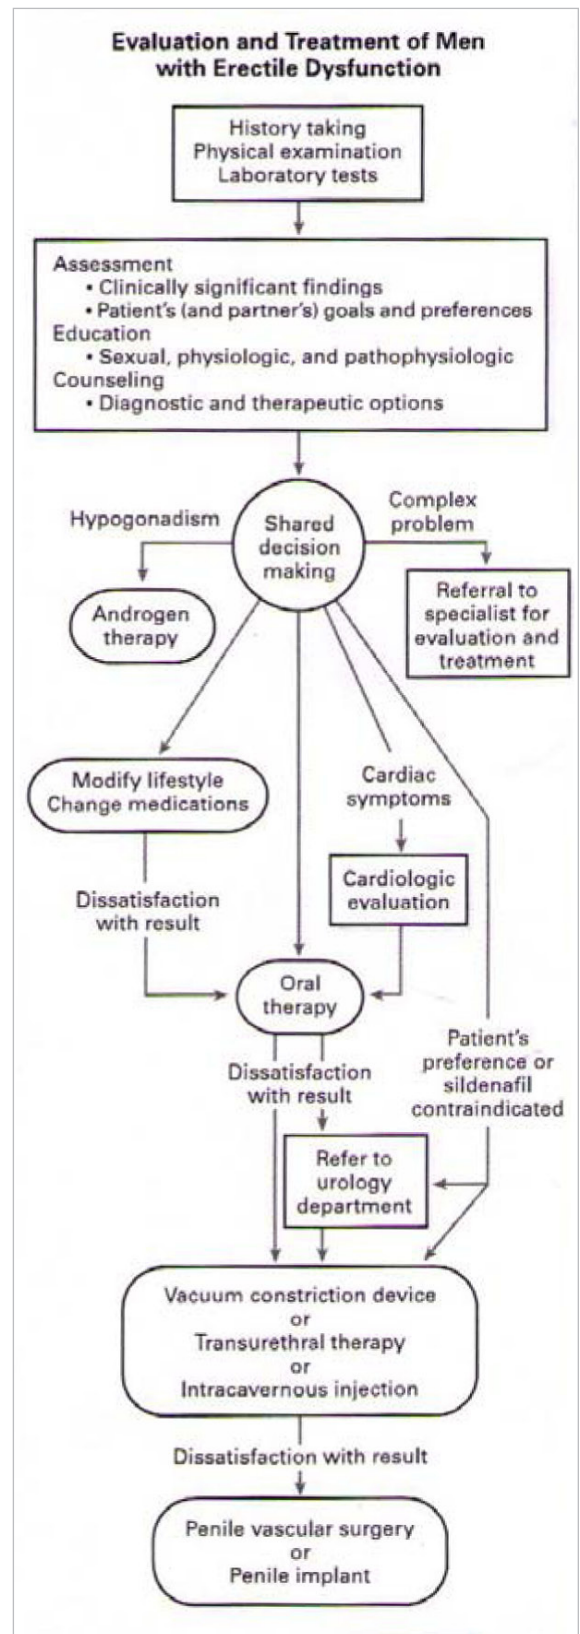 Evaluation and Treatment of Men
with Erectile Dysfunction
History taking
Physical examination
Laboratory tests
Assessment
• Clinically significant findings
• Patient's (and partner's) goals and preferences
Education
• Sexual, physiologic, and pathophysiologic
Counseling
• Diagnostic and therapeutic options
Hypogonadism
Shared
decision
making
Complex
problem
Androgen
therapy
Referral to
specialist for
evaluation and
treatment
Modify lifestyle
Change medications
Cardiac
symptoms
Cardiologic
evaluation
Dissatisfaction
with result
Oral
therapy
Patient's
preference or
sildenafil
contraindicated
Dissatisfaction
with result
Refer to
urology
department
Vacuum constriction device
or
Transurethral therapy
or
Intracavernous injection
Dissatisfaction with result
Penile vascular surgery
or
Penile implant